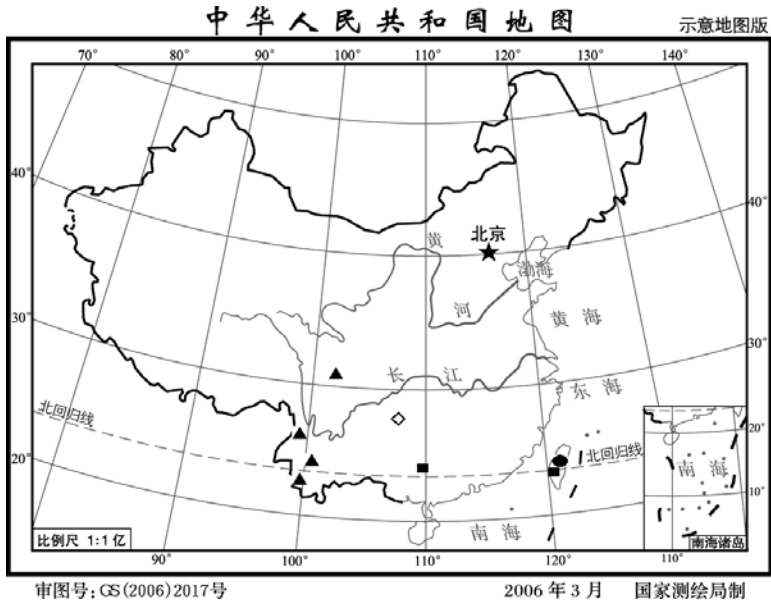 中华人民共和国地图
示意地图版
70° 80° 90° 100° 110° 120° 130° 140°
40°
40°
黄
北京
渤海
河
黄海
30°
30°
长江
东海
北回归线
北回归线
20°
20°
南海
10°
南海
比例尺 1:1亿
南海诸岛
90° 100° 110° 120° 110°
审图号:GS(2006)2017号
2006年3月 国家测绘局制